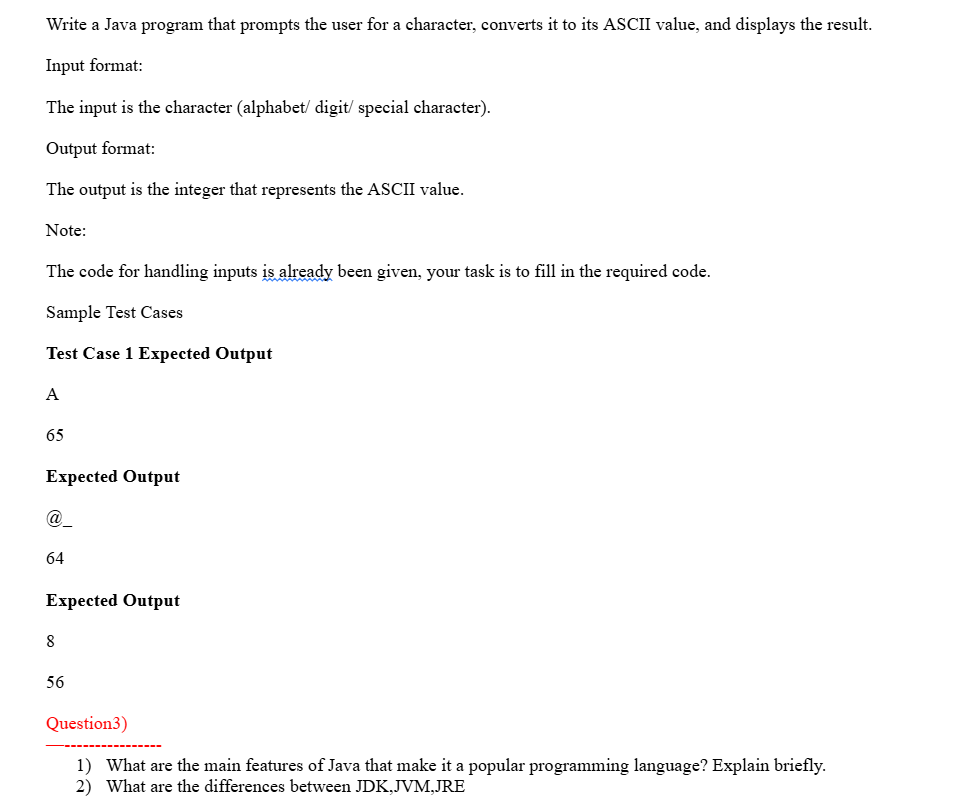 Write a Java program that prompts the user for a character, converts it to its ASCII value, and displays the result.
Input format:
The input is the character (alphabet/ digit/ special character).
Output format:
The output is the integer that represents the ASCII value.
Note:
The code for handling inputs is already been given, your task is to fill in the required code.
Sample Test Cases
Test Case 1 Expected Output
A
65
Expected Output
@_
64
Expected Output
8
56
Question3)
—----------------
1) What are the main features of Java that make it a popular programming language? Explain briefly.
2) What are the differences between JDK,JVM,JRE